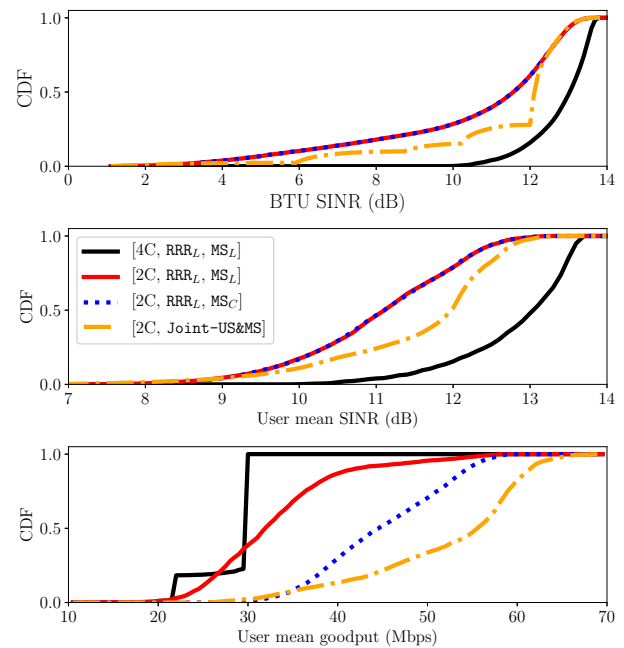 CDF
1.0
0.5
0.0
0 2 4 6 8 10 12 14
BTU SINR (dB)
CDF
1.0
0.5
0.0
[4C, RRR_L, MS_L]
[2C, RRR_L, MS_L]
[2C, RRR_L, MS_C]
[2C, Joint-US&MS]
7 8 9 10 11 12 13 14
User mean SINR (dB)
CDF
1.0
0.5
0.0
10 20 30 40 50 60 70
User mean goodput (Mbps)